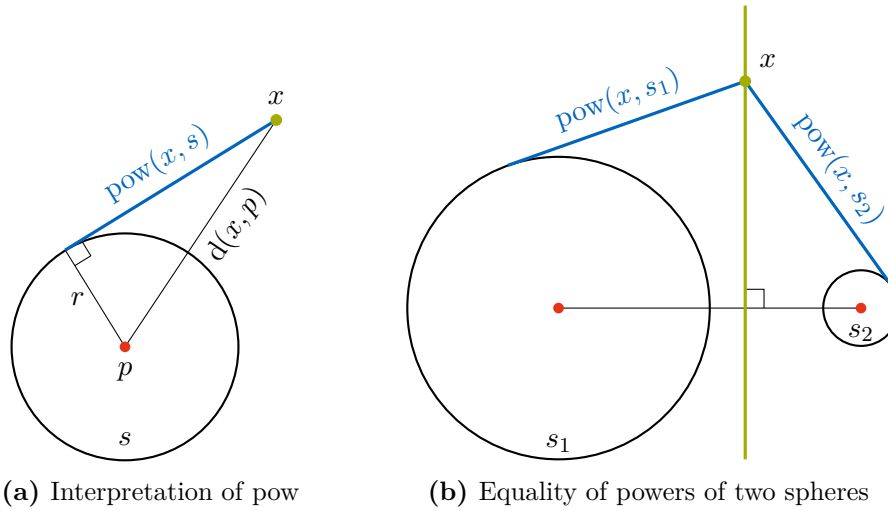 x
pow(x, s)
d(x, p)
r
p
s
(a) Interpretation of pow
x
pow(x, s₁)
pow(x, s₂)
s₂
s₁
(b) Equality of powers of two spheres